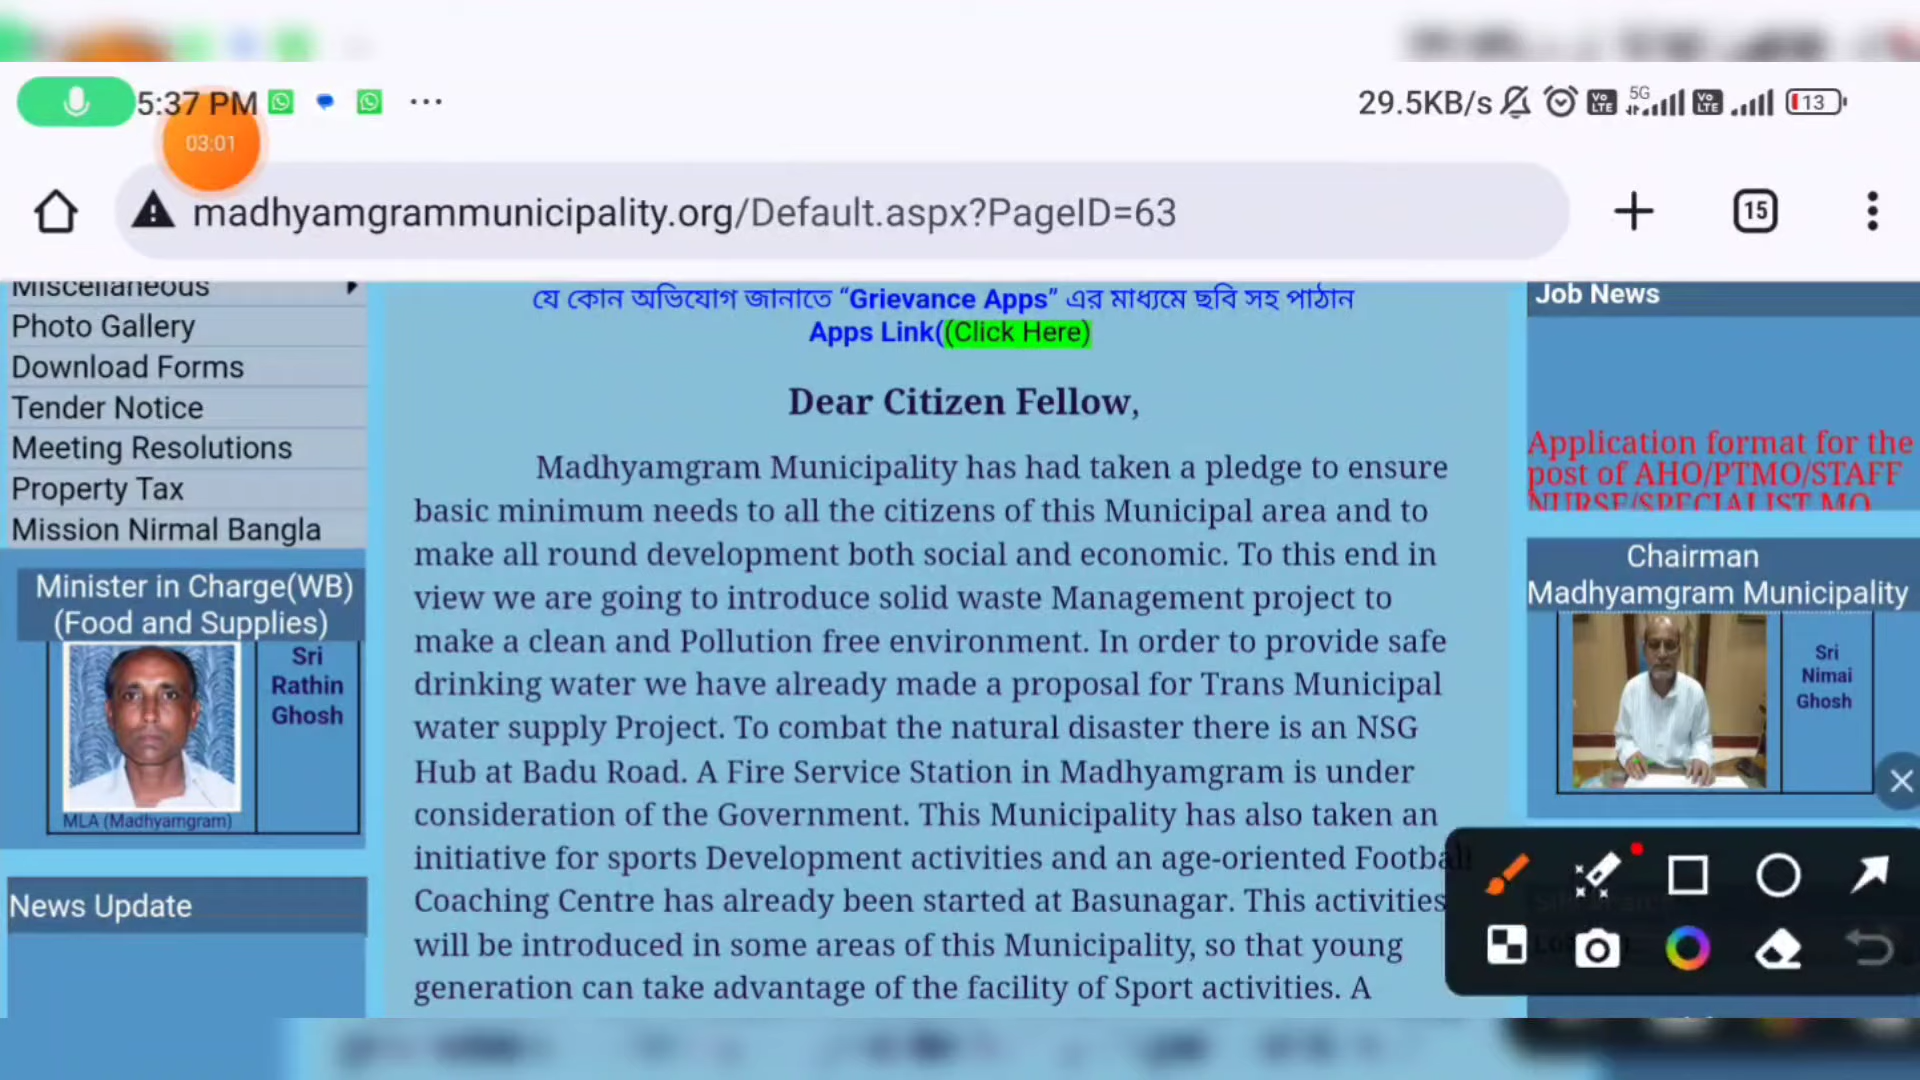 5:37 PM
29.5KB/s
5G
Vo LTE
Vo LTE
13
03:01
madhyamgrammunicipality.org/Default.aspx?PageID=63
15
Miscellaneous
Photo Gallery
Download Forms
Tender Notice
Meeting Resolutions
Property Tax
Mission Nirmal Bangla
Minister in Charge(WB)
(Food and Supplies)
Sri
Rathin
Ghosh
MLA (Madhyamgram)
News Update
যে কোন অভিযোগ জানাতে “Grievance Apps” এর মাধ্যমে ছবি সহ পাঠান
Apps Link((Click Here)
Dear Citizen Fellow,
Madhyamgram Municipality has had taken a pledge to ensure
basic minimum needs to all the citizens of this Municipal area and to
make all round development both social and economic. To this end in
view we are going to introduce solid waste Management project to
make a clean and Pollution free environment. In order to provide safe
drinking water we have already made a proposal for Trans Municipal
water supply Project. To combat the natural disaster there is an NSG
Hub at Badu Road. A Fire Service Station in Madhyamgram is under
consideration of the Government. This Municipality has also taken an
initiative for sports Development activities and an age-oriented Football
Coaching Centre has already been started at Basunagar. This activities
will be introduced in some areas of this Municipality, so that young
generation can take advantage of the facility of Sport activities. A
Job News
Application format for the
post of AHO/PTMO/STAFF
NURSE/SPECIALIST MO
Chairman
Madhyamgram Municipality
Sri
Nimai
Ghosh